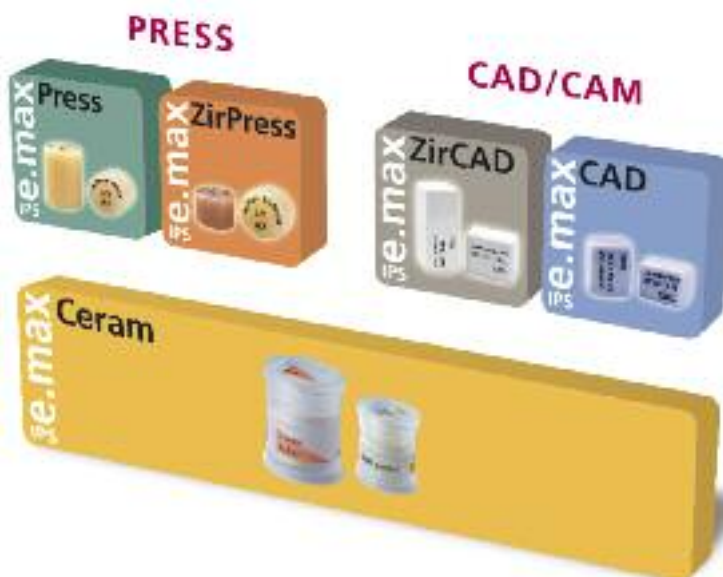 PRESS
CAD/CAM
IPS e.max
Press
IPS e.max
ZirPress
IPS e.max
ZirCAD
IPS e.max
CAD
IPS e.max
Ceram